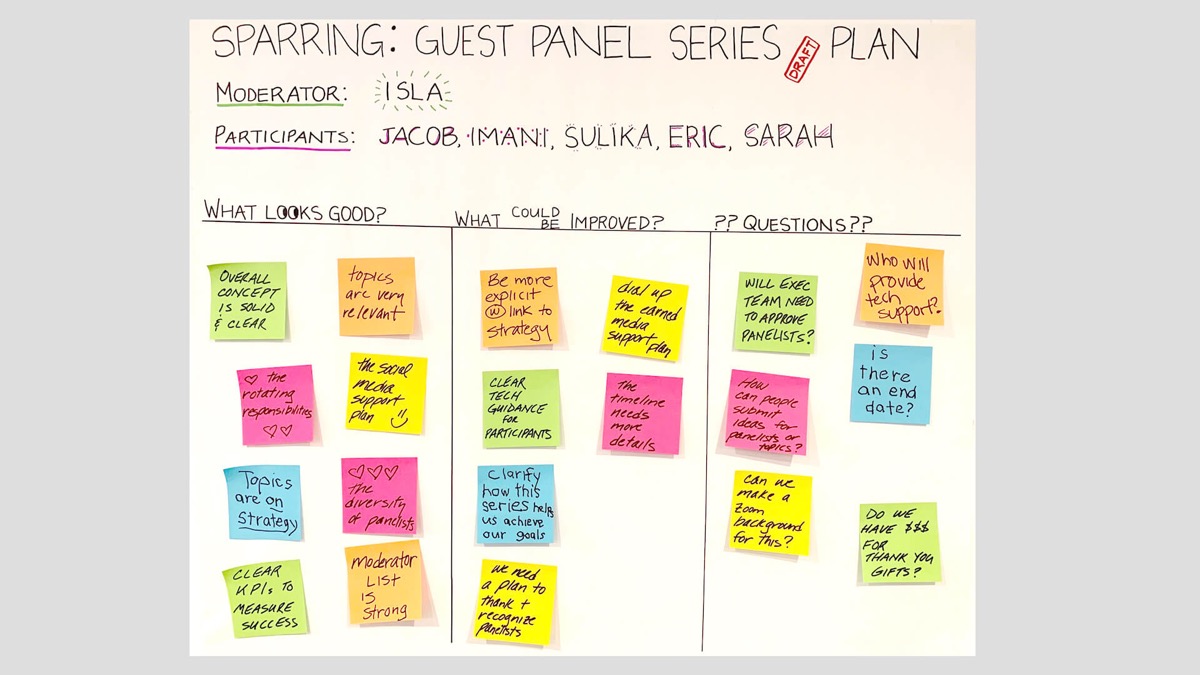 SPARRING: GUEST PANEL SERIES DRAFT PLAN
MODERATOR: ISLA
PARTICIPANTS: JACOB, IMANI, SULIKA, ERIC, SARAH
WHAT LOOKS GOOD?
OVERALL
CONCEPT
IS SOLID
& CLEAR
topics
are very
relevant
♡ the
rotating
responsibilities
♡♡
the social
media
support
plan
Topics
are on
Strategy
♡♡♡
the
diversity
of panelists
CLEAR
KPIs TO
MEASURE
SUCCESS
moderator
LIST
is
Strong
WHAT COULD BE IMPROVED?
Be more
explicit
w link to
strategy
dial up
the earned
media
support plan
CLEAR
TECH
GUIDANCE
FOR
PARTICIPANTS
The
timeline
needs
more
details
Clarify
how this
series helps
us achieve
our goals
we need
a plan to
thank +
recognize
panelists
?? QUESTIONS ??
WILL EXEC
TEAM NEED
TO APPROVE
PANELISTS?
Who will
provide
tech
support?
How
can people
submit
ideas for
panelists or
topics?
is
there
an end
date?
can we
make a
zoom
background
for this?
DO WE
HAVE $$$
FOR
THANK YOU
GIFTS?